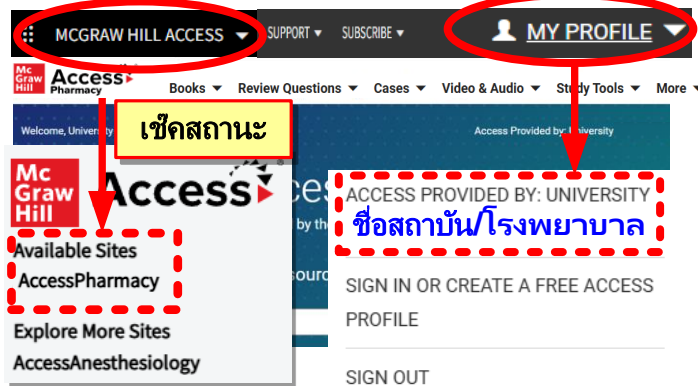 MCGRAW HILL ACCESS SUPPORT SUBSCRIBE MY PROFILE
Mc
Graw
Hill
Access
Pharmacy
Books Review Questions Cases Video & Audio Study Tools More
Welcome, University
เช๊คสถานะ
Access Provided by: University
Mc
Graw
Hill
Access
by the
Available Sites
AccessPharmacy
Explore More Sites
AccessAnesthesiology
ACCESS PROVIDED BY: UNIVERSITY
ชื่อสถาบัน/โรงพยาบาล
SIGN IN OR CREATE A FREE ACCESS
PROFILE
SIGN OUT